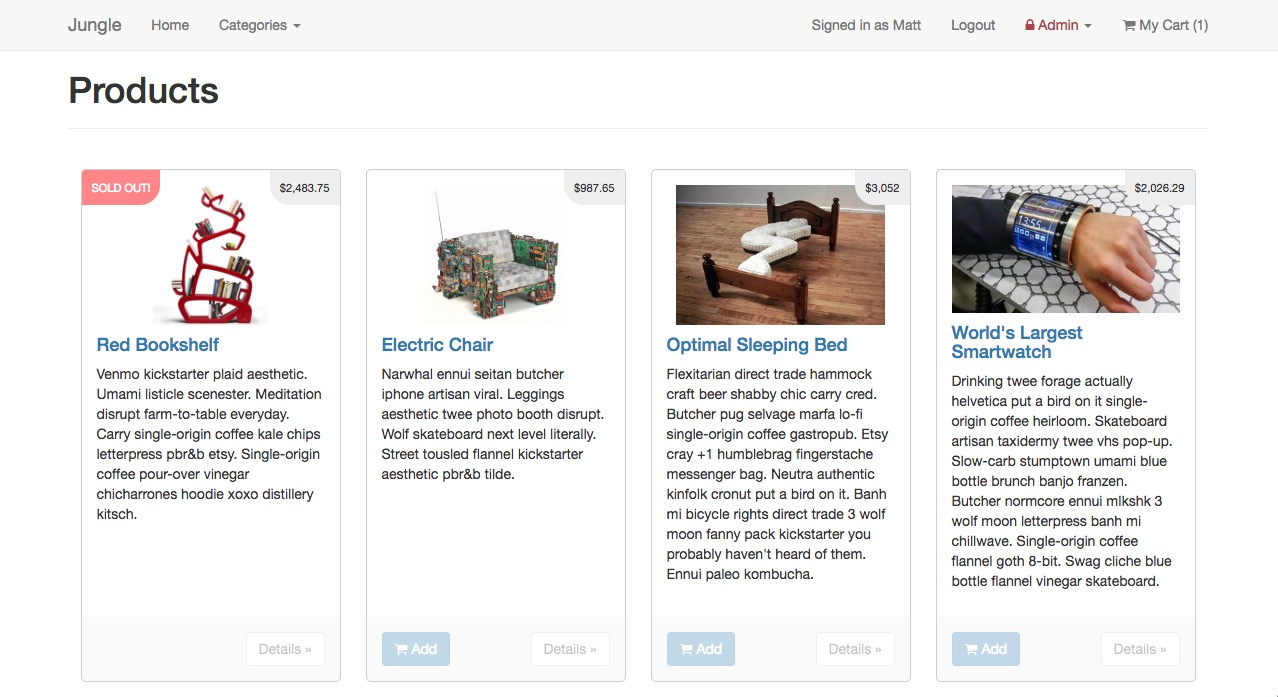 Jungle Home Categories Signed in as Matt Logout Admin My Cart (1)
Products
SOLD OUT! $2,483.75
Red Bookshelf
Venmo kickstarter plaid aesthetic.
Umami listicle scenester. Meditation
disrupt farm-to-table everyday.
Carry single-origin coffee kale chips
letterpress pbr&b etsy. Single-origin
coffee pour-over vinegar
chicharrones hoodie xoxo distillery
kitsch.
Details »
$987.65
Electric Chair
Narwhal ennui seitan butcher
iphone artisan viral. Leggings
aesthetic twee photo booth disrupt.
Wolf skateboard next level literally.
Street tousled flannel kickstarter
aesthetic pbr&b tilde.
Add Details »
$3,052
Optimal Sleeping Bed
Flexitarian direct trade hammock
craft beer shabby chic carry cred.
Butcher pug selvage marfa lo-fi
single-origin coffee gastropub. Etsy
cray +1 humblebrag fingerstache
messenger bag. Neutra authentic
kinfolk cronut put a bird on it. Banh
mi bicycle rights direct trade 3 wolf
moon fanny pack kickstarter you
probably haven't heard of them.
Ennui paleo kombucha.
Add Details »
$2,026.29
13:55
World's Largest
Smartwatch
Drinking twee forage actually
helvetica put a bird on it single-
origin coffee heirloom. Skateboard
artisan taxidermy twee vhs pop-up.
Slow-carb stumptown umami blue
bottle brunch banjo franzen.
Butcher normcore ennui mlkshk 3
wolf moon letterpress banh mi
chillwave. Single-origin coffee
flannel goth 8-bit. Swag cliche blue
bottle flannel vinegar skateboard.
Add Details »